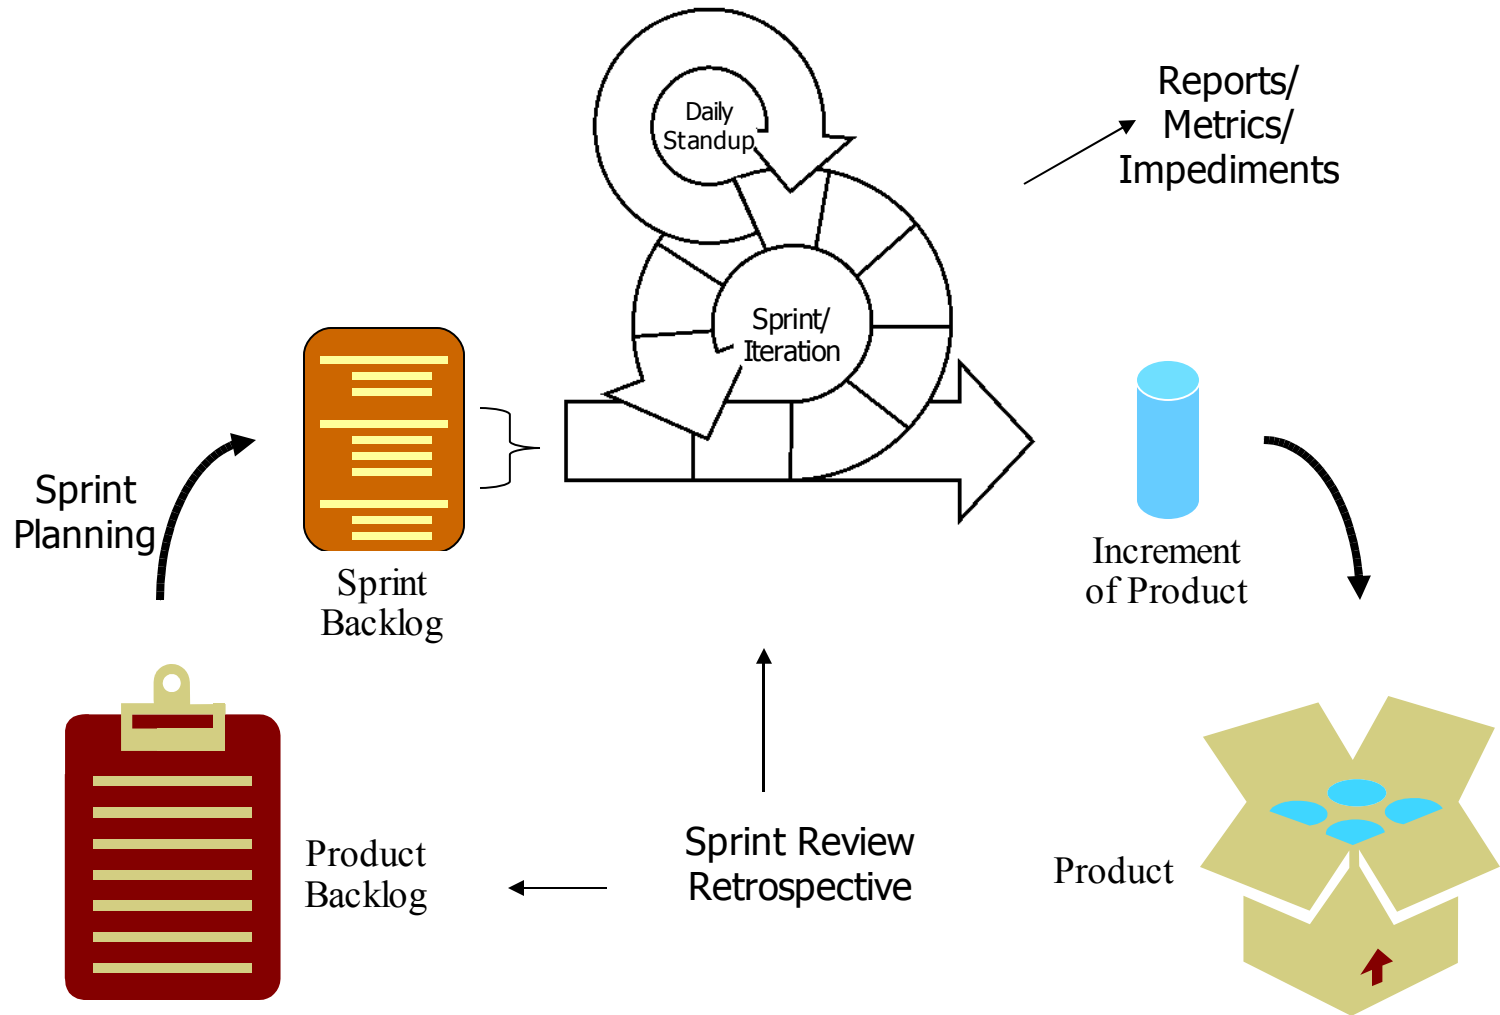 Daily
Standup
Reports/
Metrics/
Impediments
Sprint/
Iteration
Sprint
Planning
Sprint
Backlog
Increment
of Product
Product
Backlog
Sprint Review
Retrospective
Product